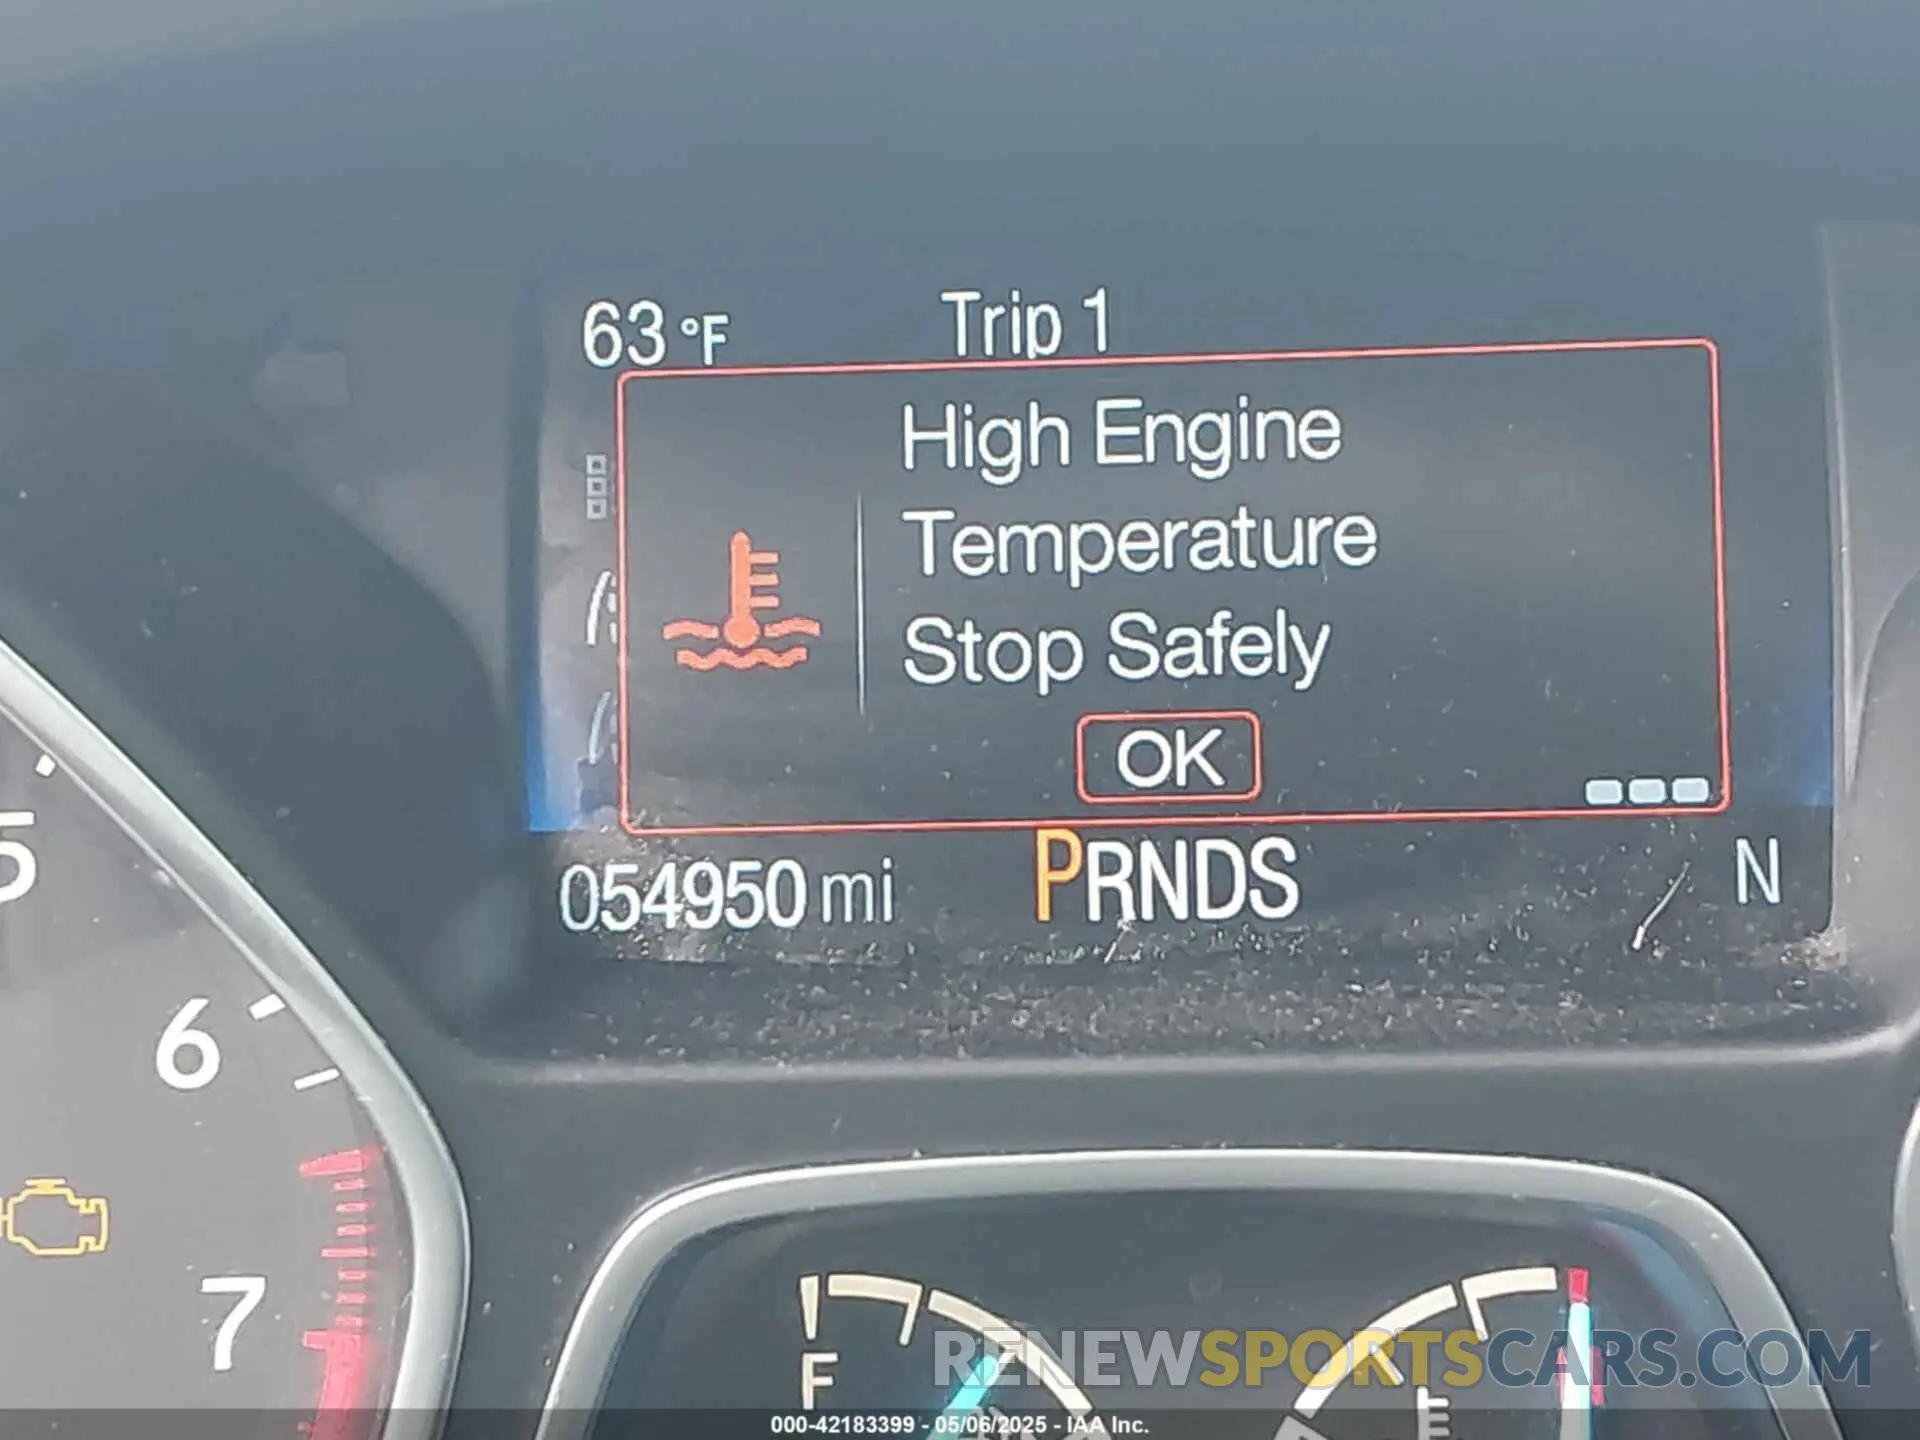 63 °F
Trip 1
High Engine
Temperature
Stop Safely
OK
054950 mi
PRNDS
N
5
6
7
F
H
RENEWSPORTSCARS.COM
000-42183399 - 05/06/2025 - IAA Inc.